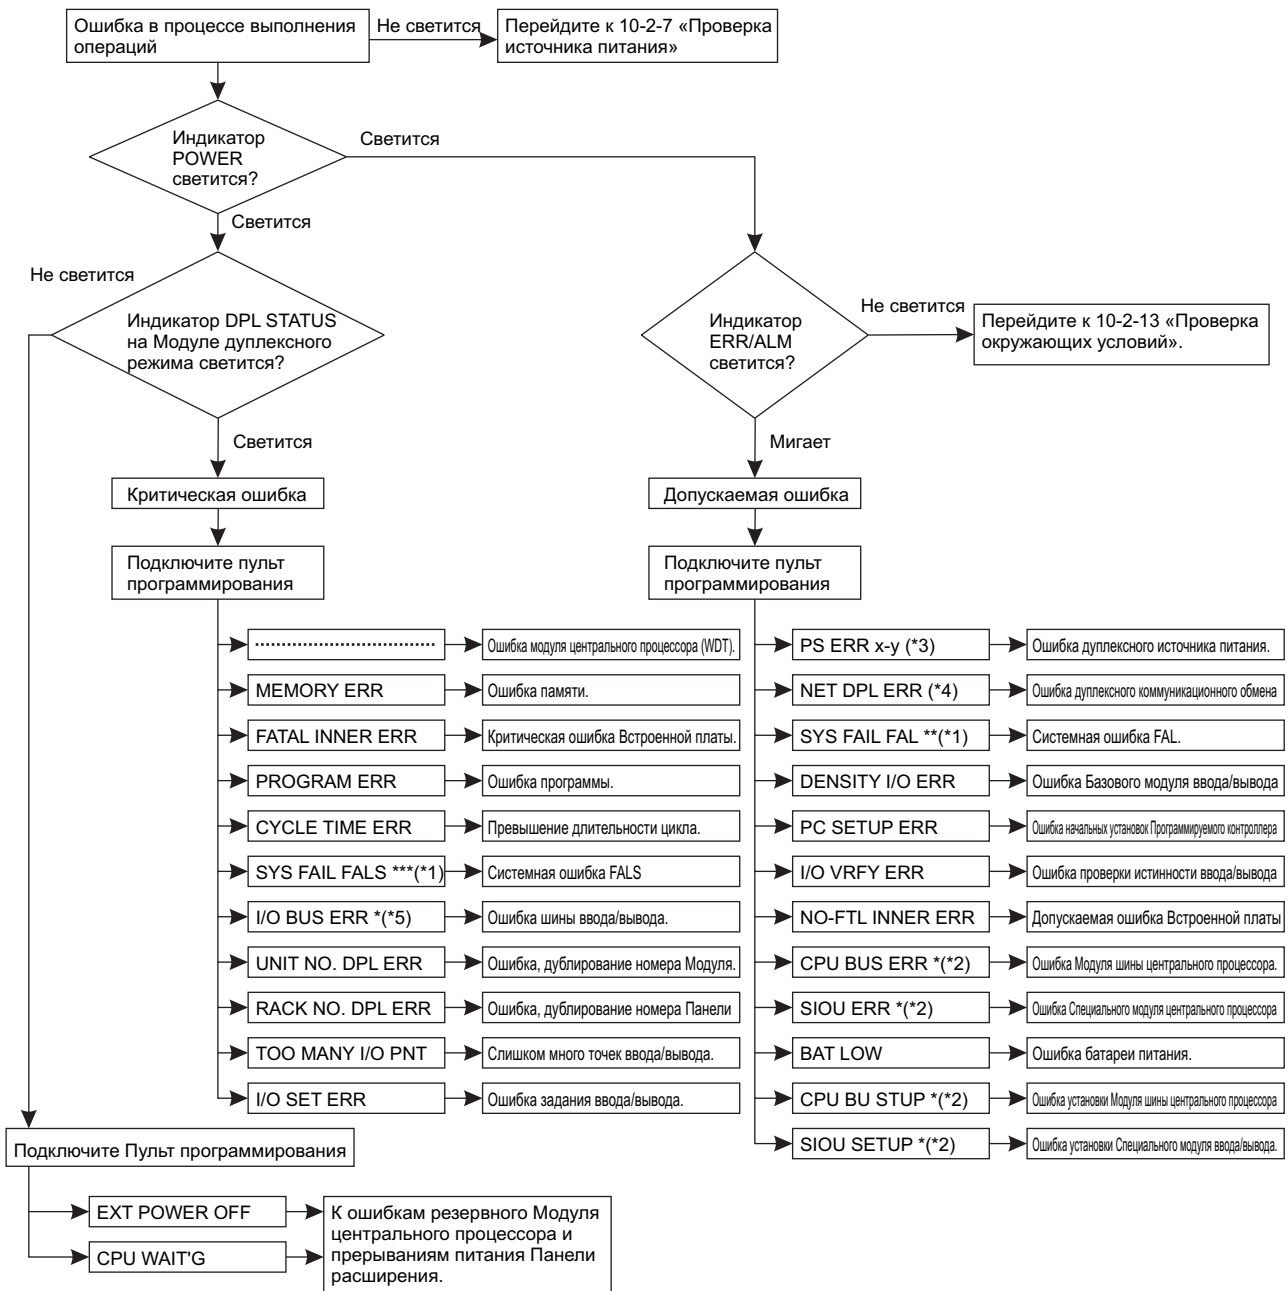 Ошибка в процессе выполнения
операций
Не светится
Перейдите к 10-2-7 «Проверка
источника питания»
Индикатор
POWER
светится?
Светится
Светится
Не светится
Индикатор DPL STATUS
на Модуле дуплексного
режима светится?
Индикатор
ERR/ALM
светится?
Не светится
Перейдите к 10-2-13 «Проверка
окружающих условий».
Светится
Мигает
Критическая ошибка
Допускаемая ошибка
Подключите пульт
программирования
Подключите пульт
программирования
Ошибка модуля центрального процессора (WDT).
MEMORY ERR
Ошибка памяти.
FATAL INNER ERR
Критическая ошибка Встроенной платы.
PROGRAM ERR
Ошибка программы.
CYCLE TIME ERR
Превышение длительности цикла.
SYS FAIL FALS ***(*1)
Системная ошибка FALS
I/O BUS ERR *(*5)
Ошибка шины ввода/вывода.
UNIT NO. DPL ERR
Ошибка, дублирование номера Модуля.
RACK NO. DPL ERR
Ошибка, дублирование номера Панели
TOO MANY I/O PNT
Слишком много точек ввода/вывода.
I/O SET ERR
Ошибка задания ввода/вывода.
PS ERR x-y (*3)
Ошибка дуплексного источника питания.
NET DPL ERR (*4)
Ошибка дуплексного коммуникационного обмена
SYS FAIL FAL **(*1)
Системная ошибка FAL.
DENSITY I/O ERR
Ошибка Базового модуля ввода/вывода
PC SETUP ERR
Ошибка начальных установок Программируемого контроллера
I/O VRFY ERR
Ошибка проверки истинности ввода/вывода
NO-FTL INNER ERR
Допускаемая ошибка Встроенной платы
CPU BUS ERR *(*2)
Ошибка Модуля шины центрального процессора.
SIOU ERR *(*2)
Ошибка Специального модуля центрального процессора
BAT LOW
Ошибка батареи питания.
CPU BU STUP *(*2)
Ошибка установки Модуля шины центрального процессора
SIOU SETUP *(*2)
Ошибка установки Специального модуля ввода/вывода.
Подключите Пульт программирования
EXT POWER OFF
CPU WAIT'G
К ошибкам резервного Модуля
центрального процессора и
прерываниям питания Панели
расширения.